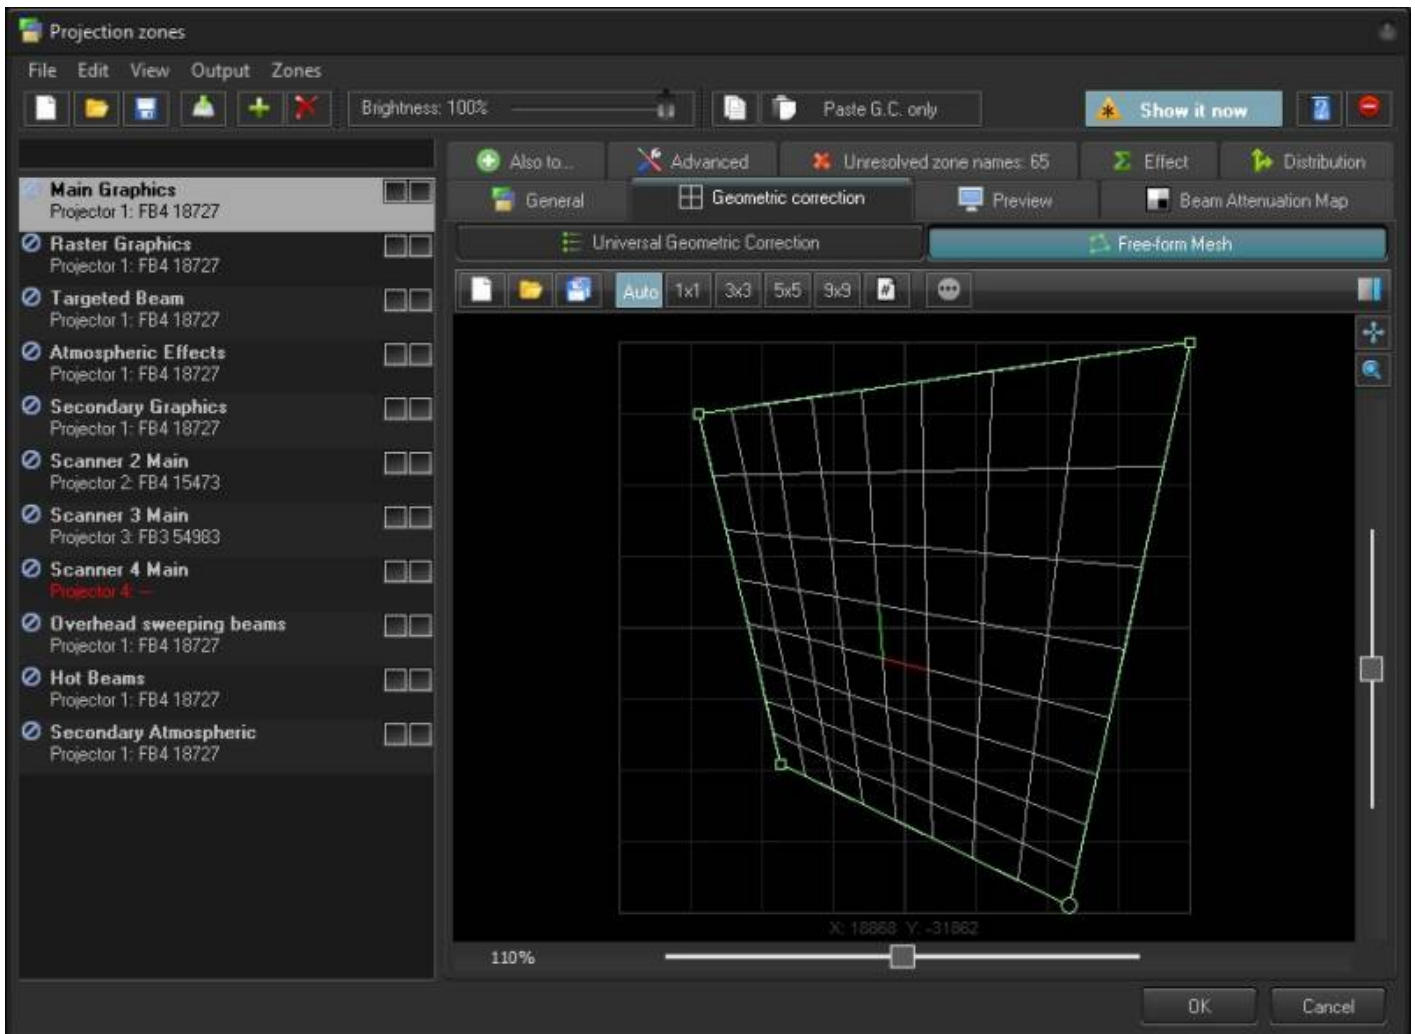 Projection zones
File Edit View Output Zones
Brightness: 100% Paste G.C. only Show it now
Also to... Advanced Unresolved zone names: 65 Effect Distribution
General Geometric correction Preview Beam Attenuation Map
Universal Geometric Correction Free-form Mesh
Auto 1x1 3x3 5x5 9x9 #
Main Graphics
Projector 1: FB4 18727
Raster Graphics
Projector 1: FB4 18727
Targeted Beam
Projector 1: FB4 18727
Atmospheric Effects
Projector 1: FB4 18727
Secondary Graphics
Projector 1: FB4 18727
Scanner 2 Main
Projector 2: FB4 15473
Scanner 3 Main
Projector 3: FB3 54983
Scanner 4 Main
Projector 4: --
Overhead sweeping beams
Projector 1: FB4 18727
Hot Beams
Projector 1: FB4 18727
Secondary Atmospheric
Projector 1: FB4 18727
X: 18868 Y: -31862
110%
OK Cancel